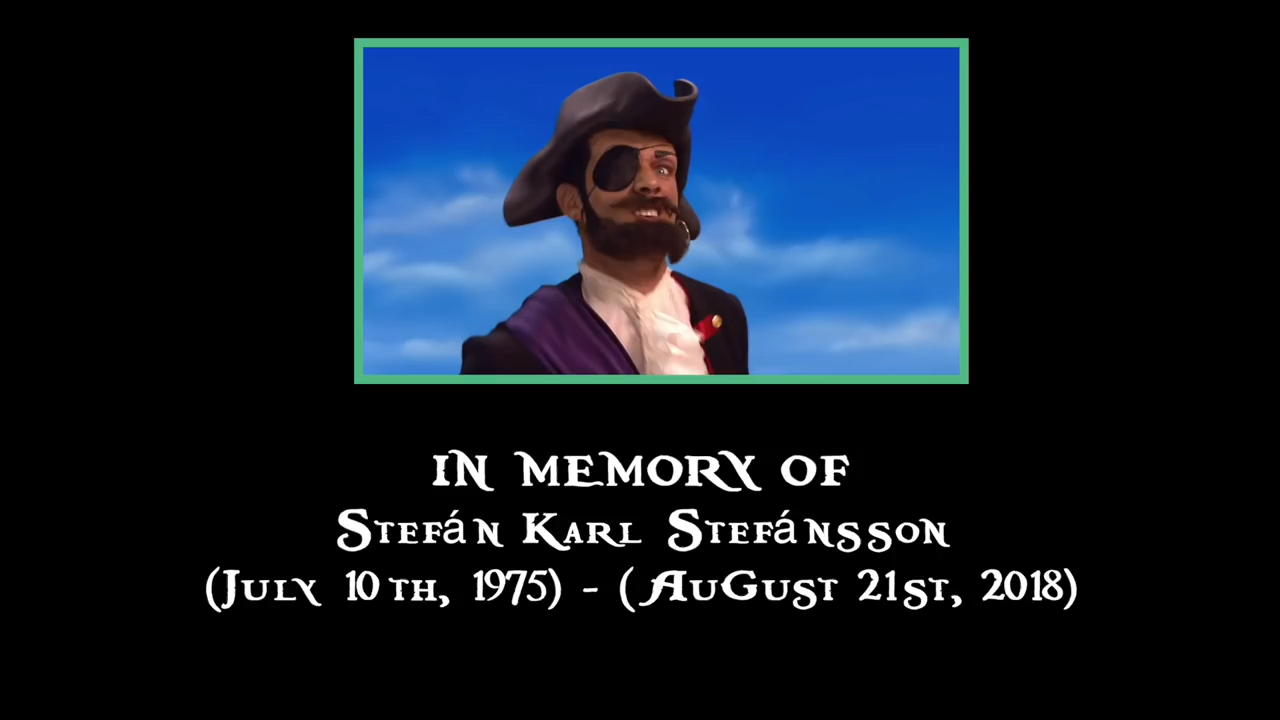 IN MEMORY OF
Stefán Karl Stefánsson
(July 10th, 1975) - (August 21st, 2018)